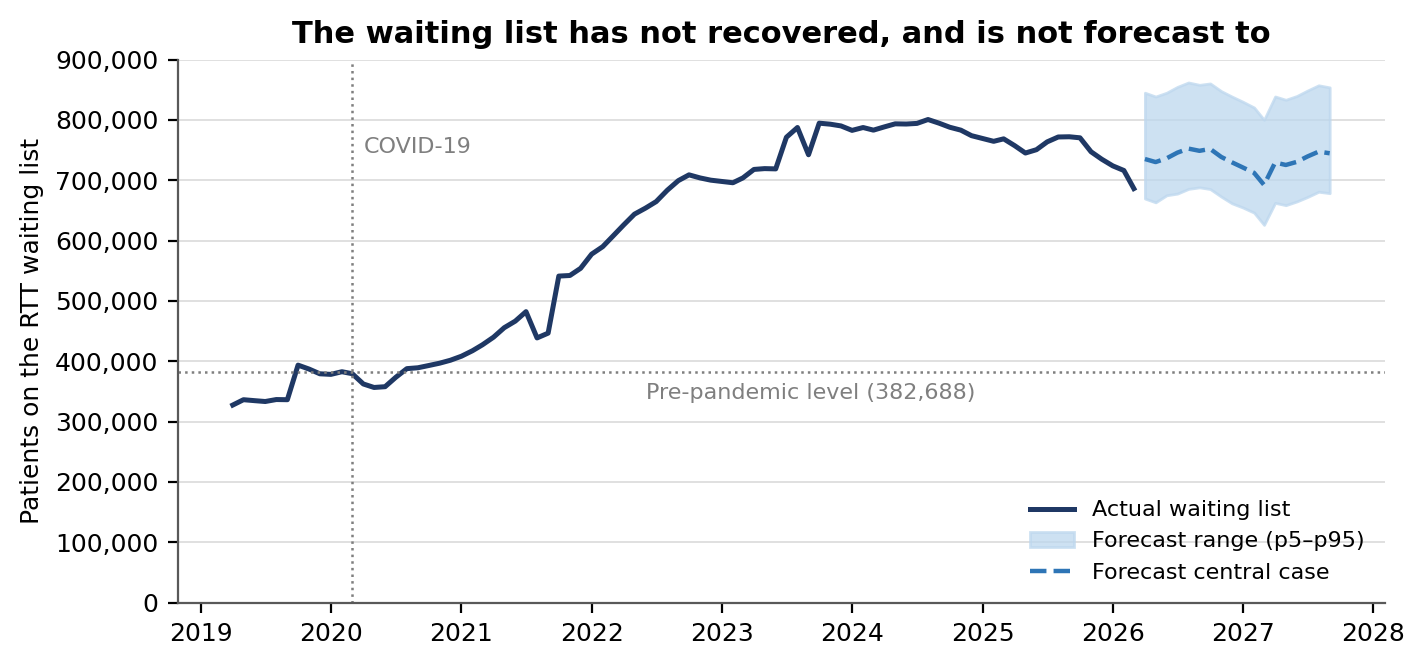 The waiting list has not recovered, and is not forecast to
Patients on the RTT waiting list
900,000
800,000
700,000
600,000
500,000
400,000
300,000
200,000
100,000
0
COVID-19
Pre-pandemic level (382,688)
Actual waiting list
Forecast range (p5–p95)
Forecast central case
2019 2020 2021 2022 2023 2024 2025 2026 2027 2028